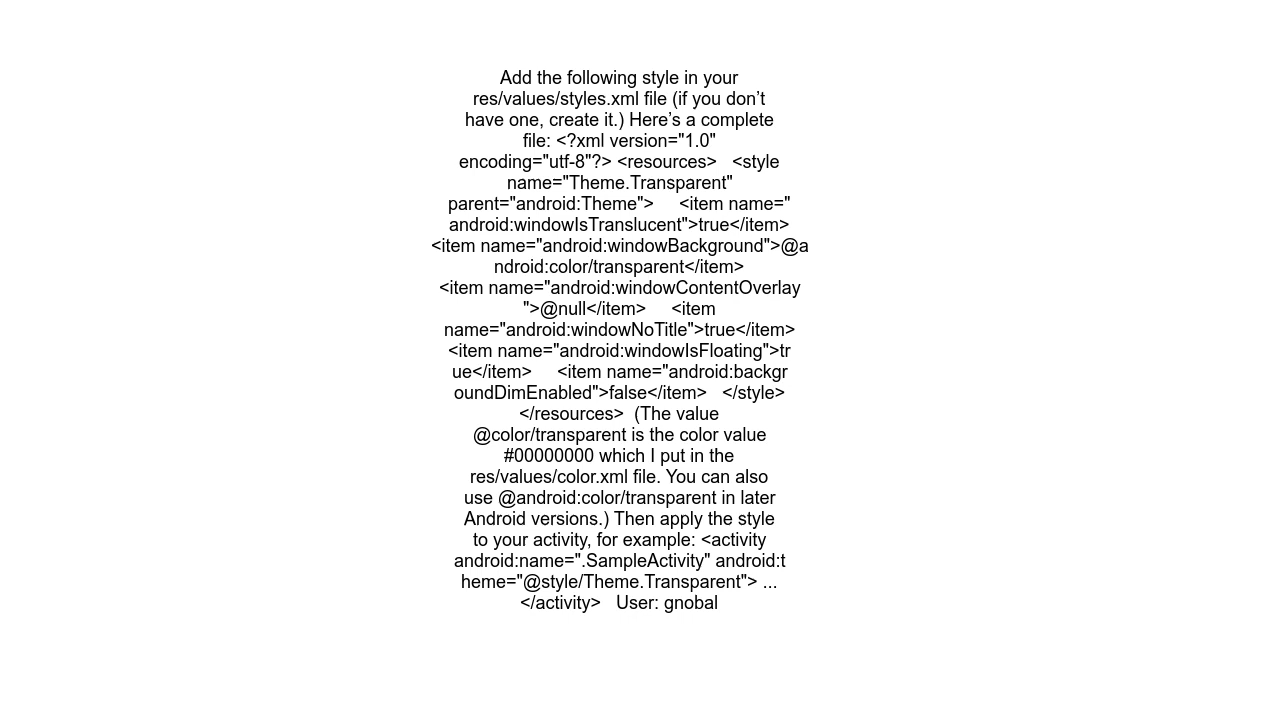 Add the following style in your
res/values/styles.xml file (if you don’t
have one, create it.) Here’s a complete
file: <?xml version="1.0"
encoding="utf-8"?> <resources>   <style
name="Theme.Transparent"
parent="android:Theme">     <item name="
android:windowIsTranslucent">true</item>
<item name="android:windowBackground">@a
ndroid:color/transparent</item>
<item name="android:windowContentOverlay
">@null</item>     <item
name="android:windowNoTitle">true</item>
<item name="android:windowIsFloating">tr
ue</item>     <item name="android:backgr
oundDimEnabled">false</item>   </style>
</resources>  (The value
@color/transparent is the color value
#00000000 which I put in the
res/values/color.xml file. You can also
use @android:color/transparent in later
Android versions.) Then apply the style
to your activity, for example: <activity
android:name=".SampleActivity" android:t
heme="@style/Theme.Transparent"> ...
</activity>   User: gnobal